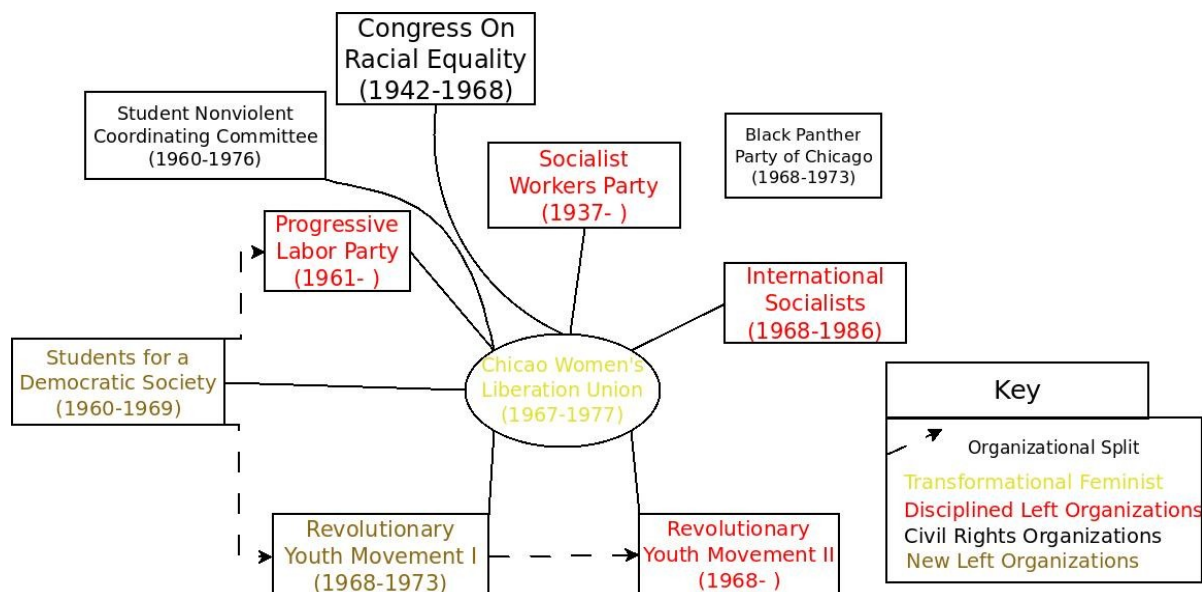 Congress On
Racial Equality
(1942-1968)
Student Nonviolent
Coordinating Committee
(1960-1976)
Black Panther
Party of Chicago
(1968-1973)
Socialist
Workers Party
(1937- )
Progressive
Labor Party
(1961- )
International
Socialists
(1968-1986)
Students for a
Democratic Society
(1960-1969)
Chicao Women's
Liberation Union
(1967-1977)
Revolutionary
Youth Movement I
(1968-1973)
Revolutionary
Youth Movement II
(1968- )
Key
Organizational Split
Transformational Feminist
Disciplined Left Organizations
Civil Rights Organizations
New Left Organizations